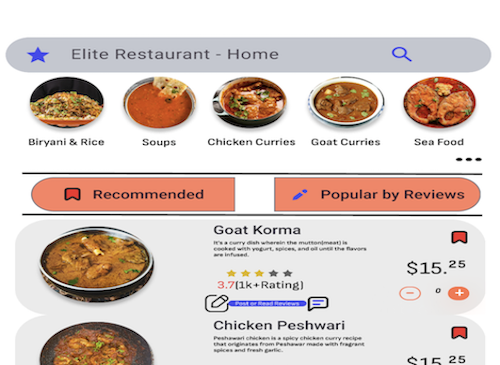 Elite Restaurant - Home
Biryani & Rice
Soups
Chicken Curries
Goat Curries
Sea Food
Recommended
Popular by Reviews
Goat Korma
It's a curry dish wherein the mutton(meat) is
cooked with yogurt, spices, and oil until the flavors
are infused.
$15.25
3.7(1k+Rating)
0
Post or Read Reviews
Chicken Peshwari
Peshawari chicken is a spicy chicken curry recipe
that originates from Peshawar made with fragrant
spices and fresh garlic.
$15.25